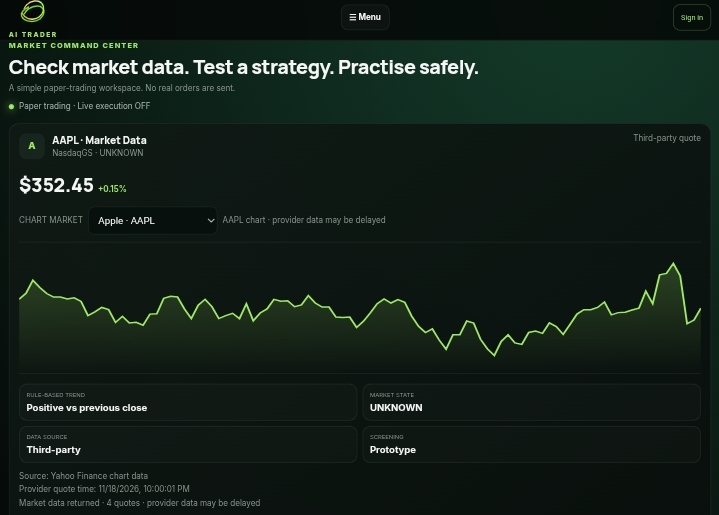 AI TRADER
☰ Menu
Sign in
MARKET COMMAND CENTER
Check market data. Test a strategy. Practise safely.
A simple paper-trading workspace. No real orders are sent.
Paper trading · Live execution OFF
A
AAPL · Market Data
NasdaqGS · UNKNOWN
Third-party quote
$352.45 +0.15%
CHART MARKET Apple · AAPL AAPL chart · provider data may be delayed
RULE-BASED TREND
Positive vs previous close
MARKET STATE
UNKNOWN
DATA SOURCE
Third-party
SCREENING
Prototype
Source: Yahoo Finance chart data
Provider quote time: 11/18/2026, 10:00:01 PM
Market data returned · 4 quotes · provider data may be delayed